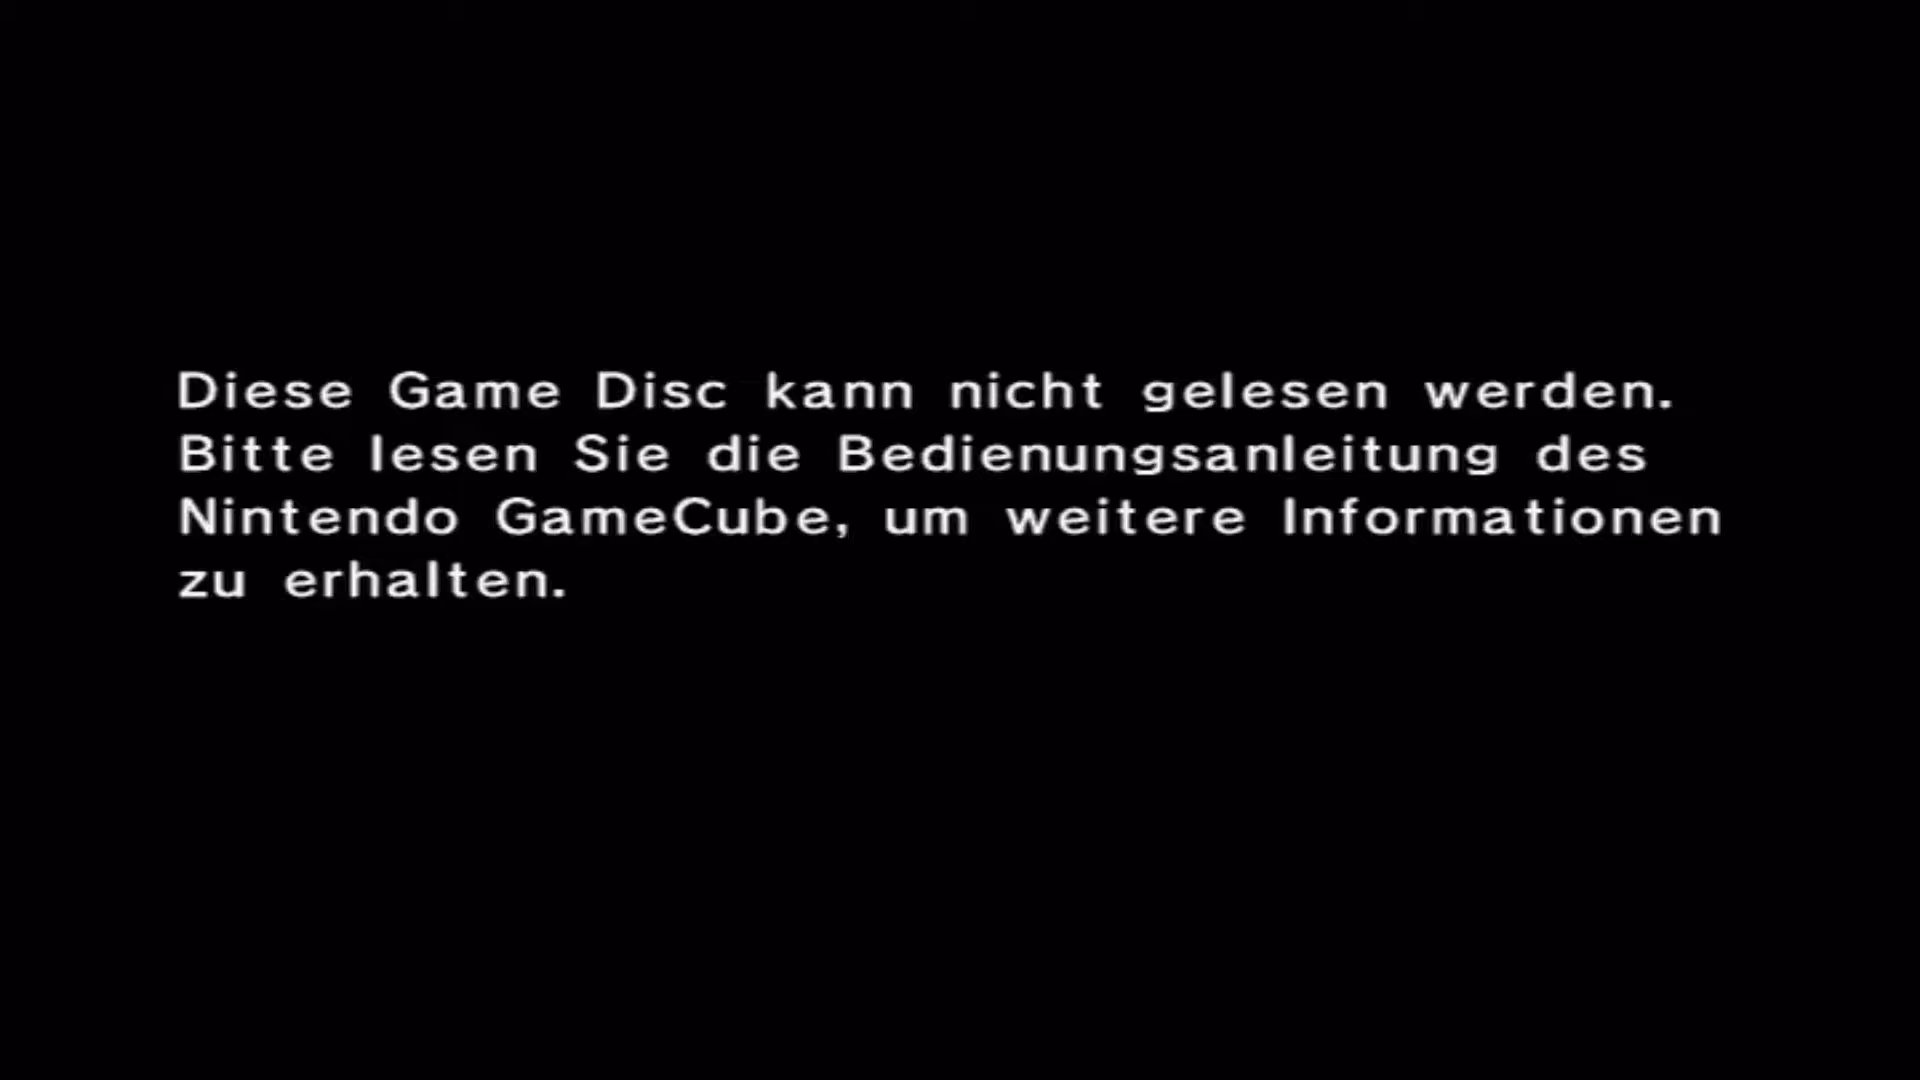 Diese Game Disc kann nicht gelesen werden.
Bitte lesen Sie die Bedienungsanleitung des
Nintendo GameCube, um weitere Informationen
zu erhalten.